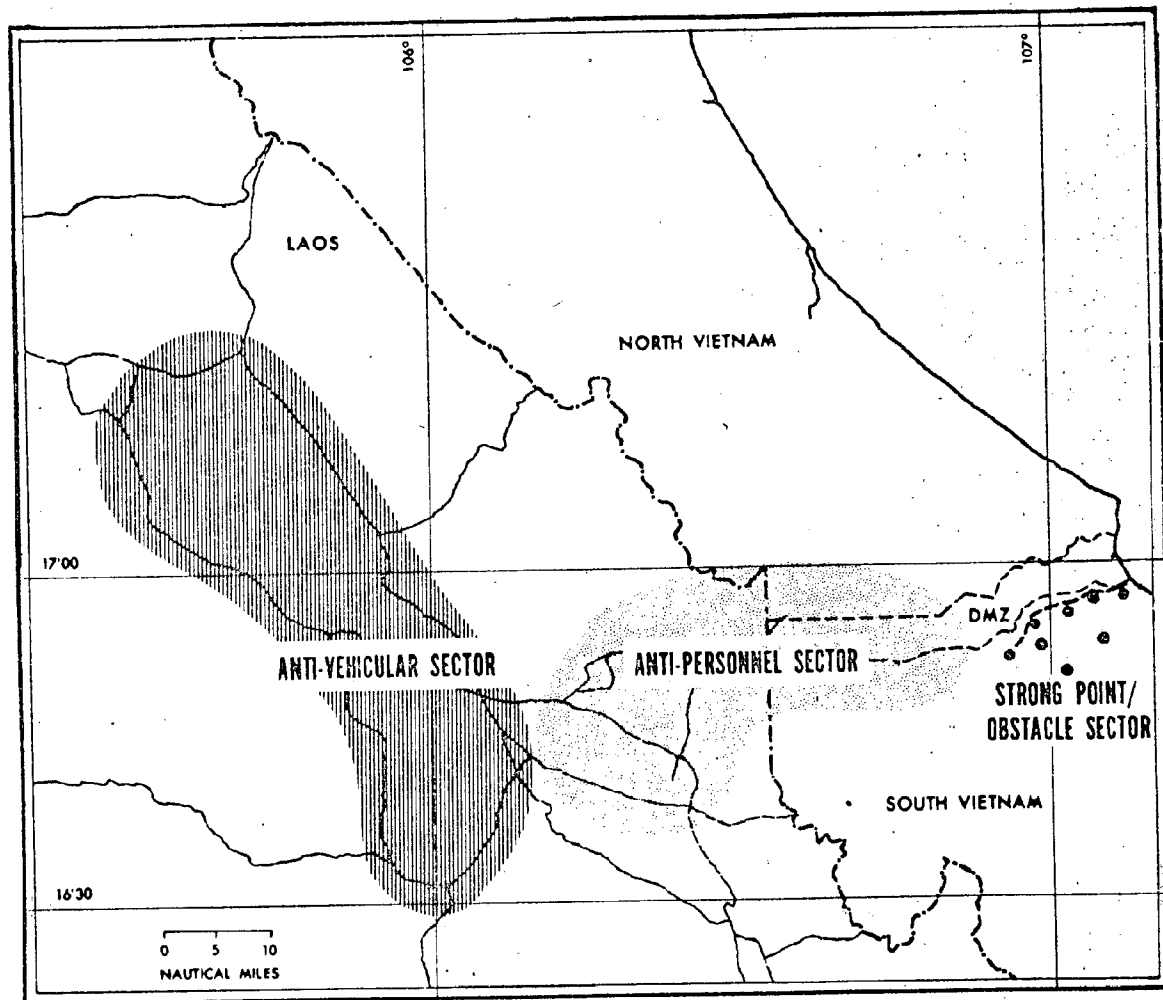 106°
107°
LAOS
NORTH VIETNAM
17'00
DMZ
ANTI-VEHICULAR SECTOR
ANTI-PERSONNEL SECTOR
STRONG POINT/
OBSTACLE SECTOR
SOUTH VIETNAM
16'30
0 5 10
NAUTICAL MILES